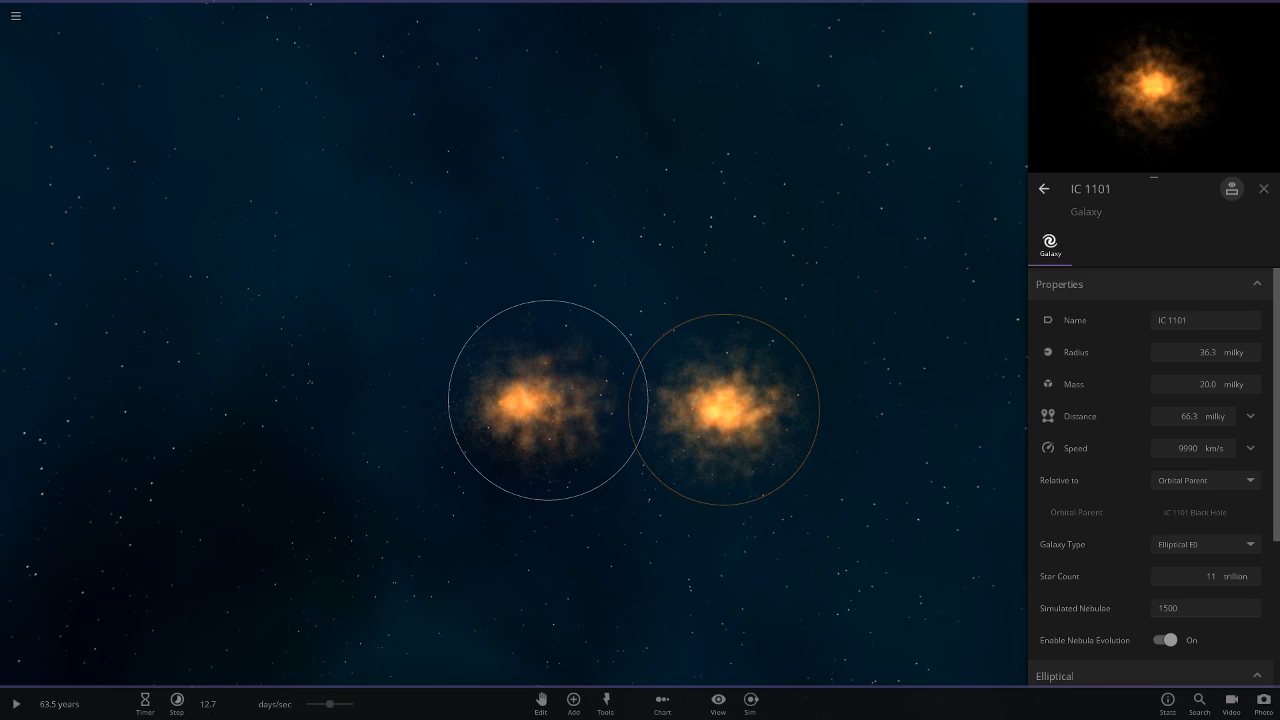 IC 1101
Galaxy
Galaxy
Properties
Name IC 1101
Radius 36.3 milky
Mass 20.0 milky
Distance 66.3 milky
Speed 9990 km/s
Relative to Orbital Parent
Orbital Parent IC 1101 Black Hole
Galaxy Type Elliptical E0
Star Count 11 trillion
Simulated Nebulae 1500
Enable Nebula Evolution On
Elliptical
63.5 years Timer Step 12.7 days/sec Edit Add Tools Chart View Sim Stats Search Video Photo